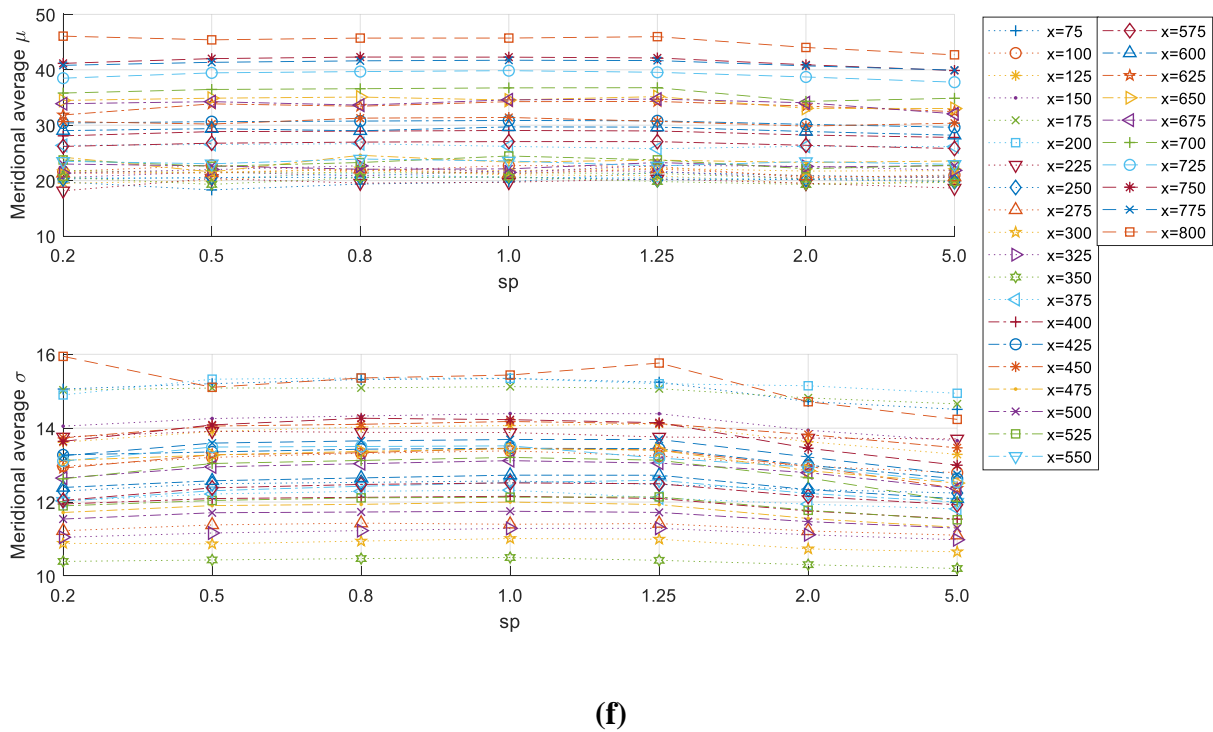 50
40
30
20
10
Meridional average μ
0.2 0.5 0.8 1.0 1.25 2.0 5.0
sp
16
14
12
10
Meridional average σ
0.2 0.5 0.8 1.0 1.25 2.0 5.0
sp
x=75
x=100
x=125
x=150
x=175
x=200
x=225
x=250
x=275
x=300
x=325
x=350
x=375
x=400
x=425
x=450
x=475
x=500
x=525
x=550
x=575
x=600
x=625
x=650
x=675
x=700
x=725
x=750
x=775
x=800
(f)